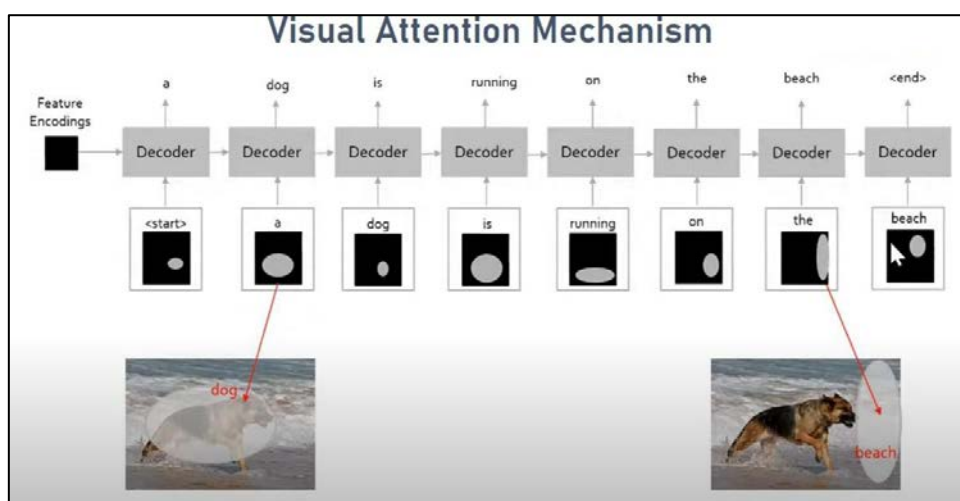 Visual Attention Mechanism
a dog is running on the beach <end>
Feature
Encodings
Decoder Decoder Decoder Decoder Decoder Decoder Decoder Decoder
<start> a dog is running on the beach
dog
beach